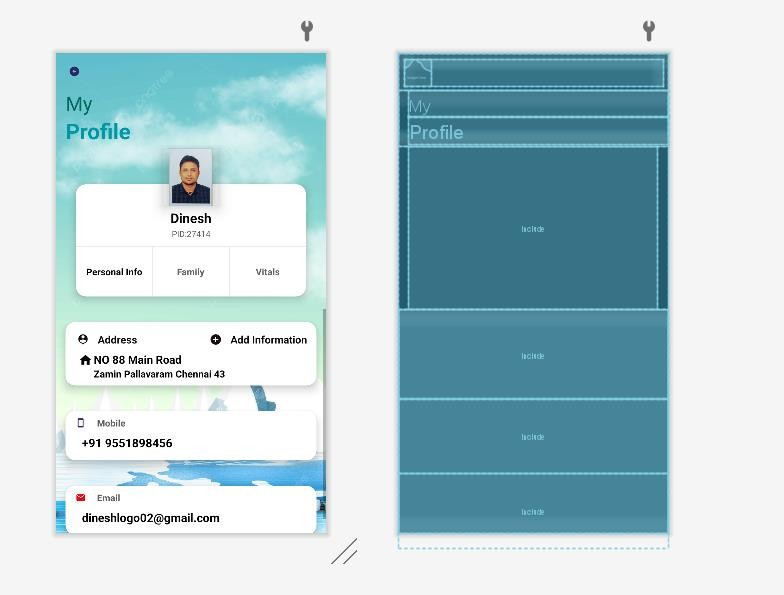 My
Profile
Dinesh
PID:27414
Personal Info
Family
Vitals
Address
Add Information
NO 88 Main Road
Zamin Pallavaram Chennai 43
Mobile
+91 9551898456
Email
dineshlogo02@gmail.com
My
Profile
include
include
include
include